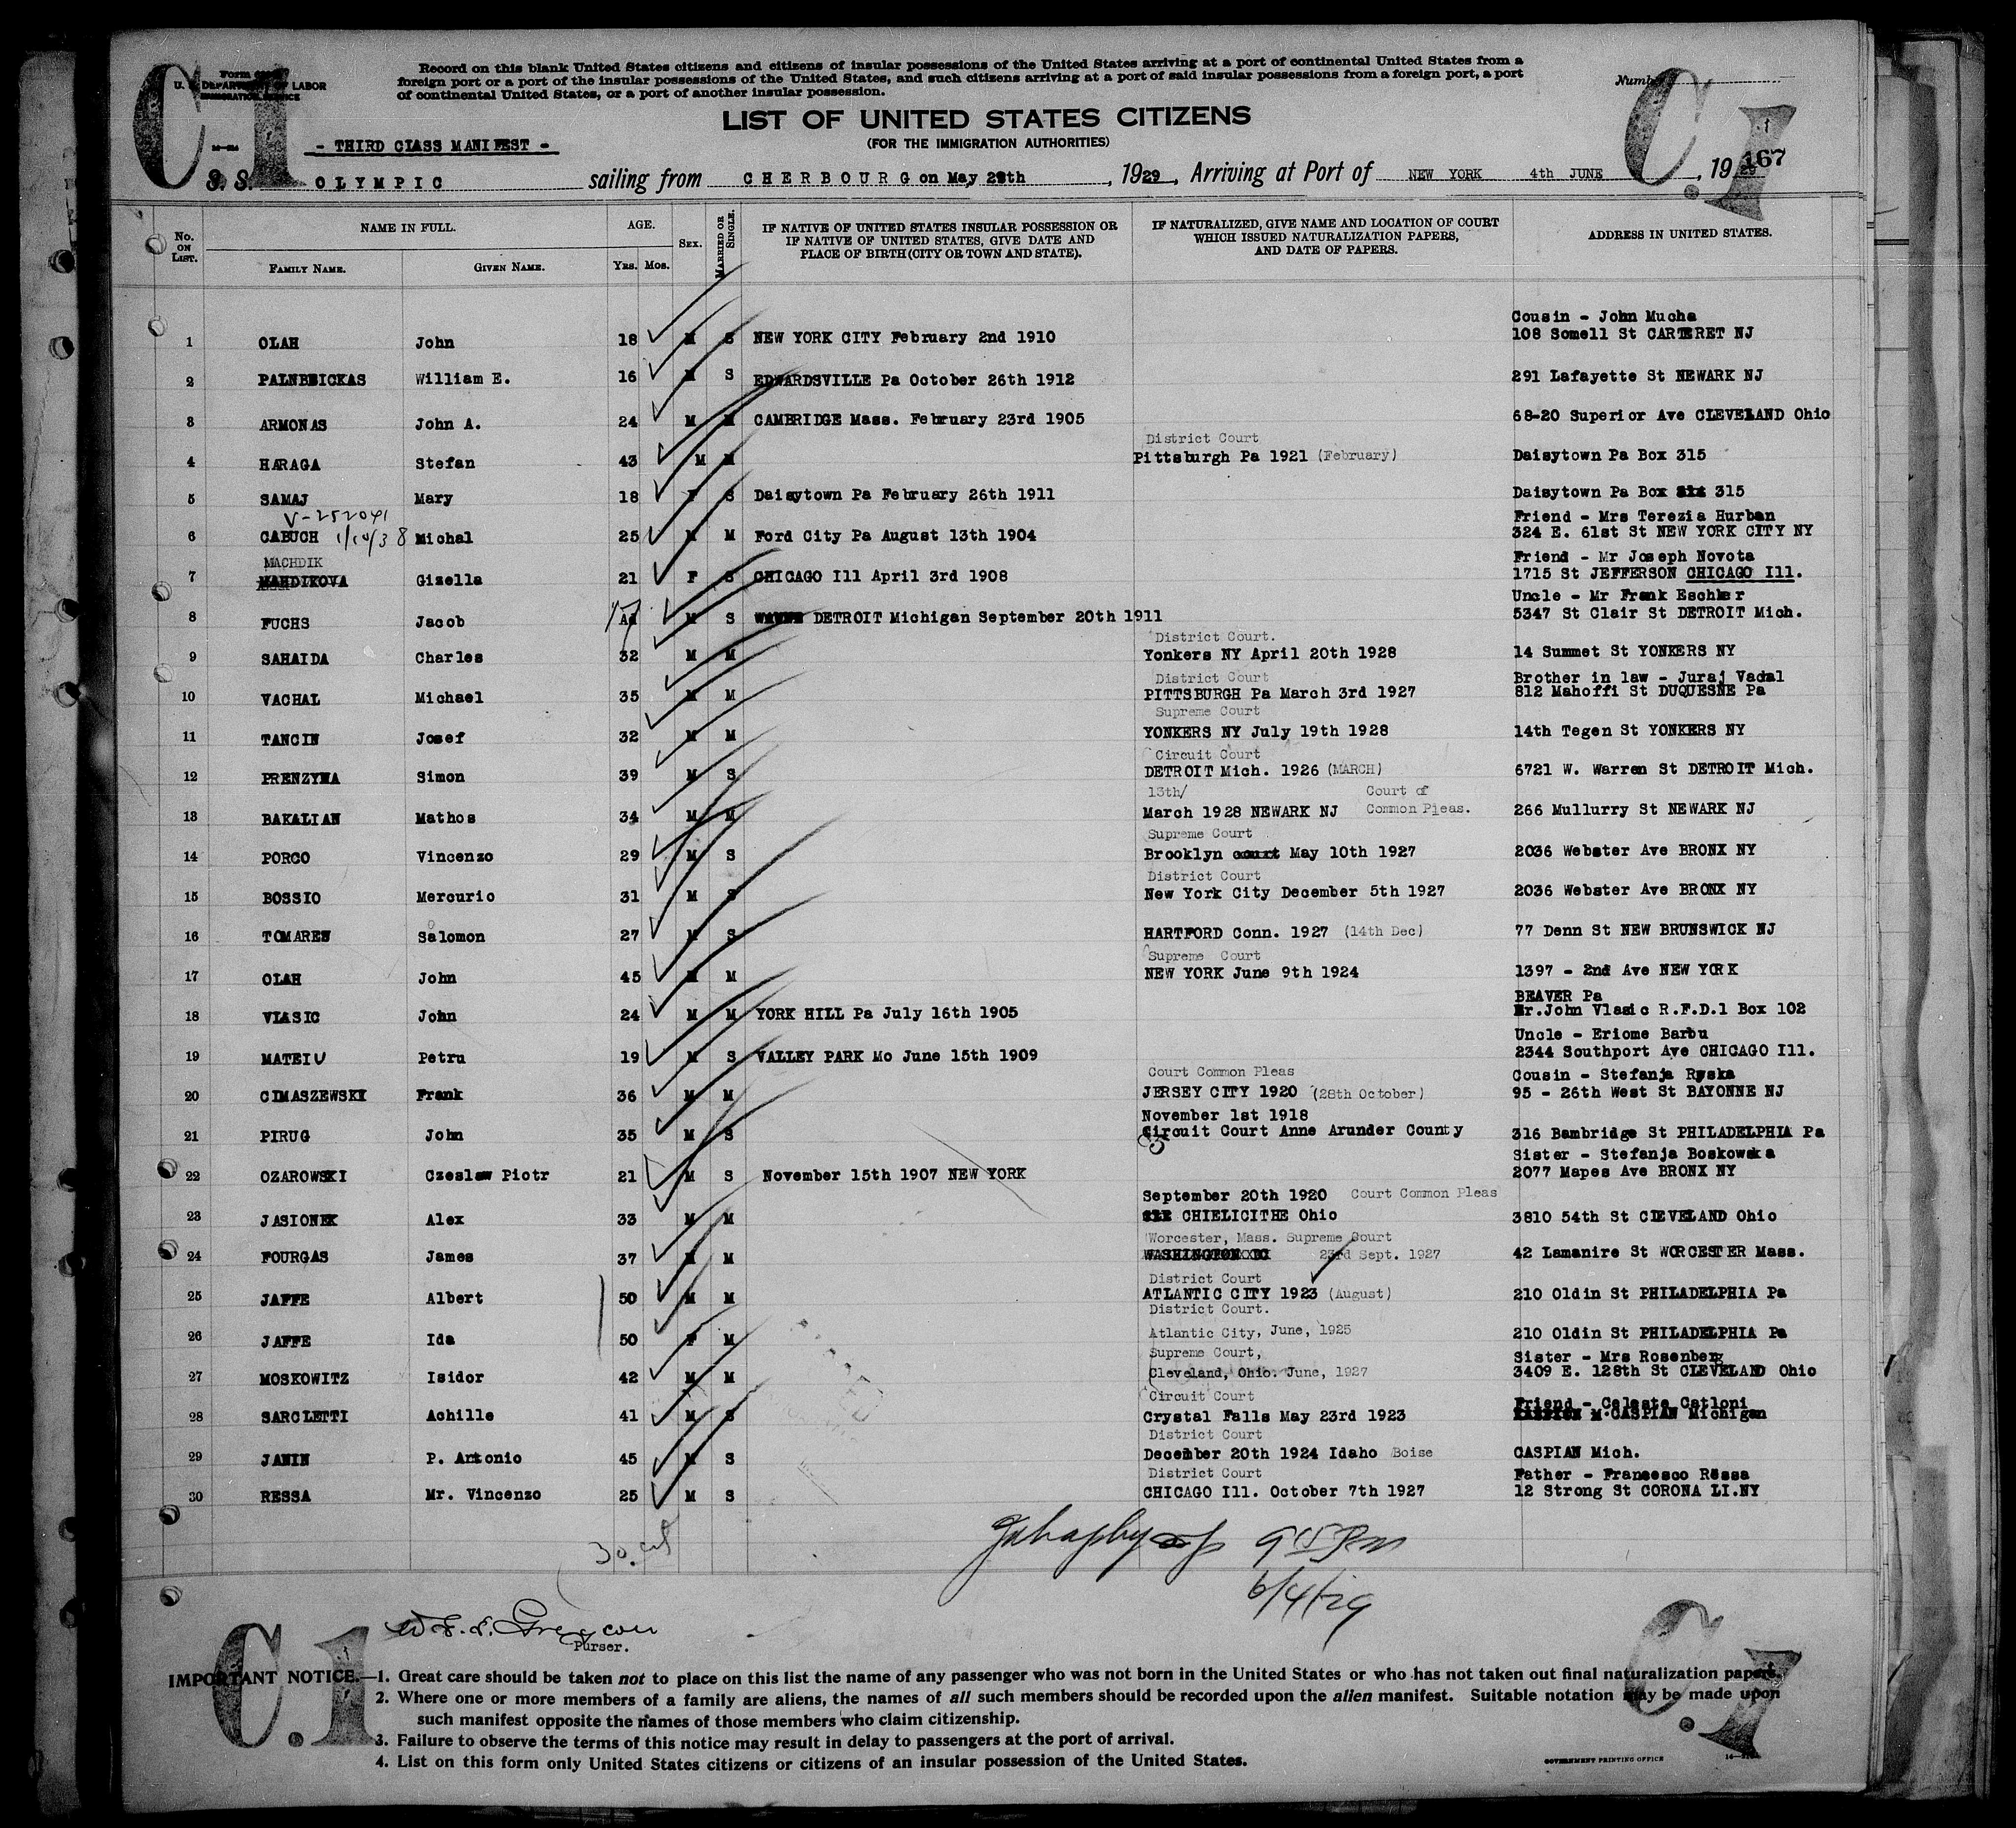 C 1
Form
U. S. DEPARTMENT OF LABOR
IMMIGRATION SERVICE
Record on this blank United States citizens and citizens of insular possessions of the United States arriving at a port of continental United States from a
foreign port or a port of the insular possessions of the United States, and such citizens arriving at a port of said insular possessions from a foreign port, a port
of continental United States, or a port of another insular possession.
Number
C. 1
LIST OF UNITED STATES CITIZENS
(FOR THE IMMIGRATION AUTHORITIES)
- THIRD CLASS MANIFEST -
167
S. S. OLYMPIC sailing from CHERBOURG on May 29th, 1929, Arriving at Port of NEW YORK 4th JUNE, 1929
No. ON LIST. NAME IN FULL. AGE. SEX. MARRIED OR SINGLE. IF NATIVE OF UNITED STATES INSULAR POSSESSION OR IF NATIVE OF UNITED STATES, GIVE DATE AND PLACE OF BIRTH (CITY OR TOWN AND STATE). IF NATURALIZED, GIVE NAME AND LOCATION OF COURT WHICH ISSUED NATURALIZATION PAPERS, AND DATE OF PAPERS. ADDRESS IN UNITED STATES.
FAMILY NAME. GIVEN NAME. YRS. MOS.
Cousin - John Mucha
1 OLAH John 18 M S NEW YORK CITY February 2nd 1910 108 Somell St CARTERET NJ
2 PALNBEICKAS William E. 16 M S EDWARDSVILLE Pa October 26th 1912 291 Lafayette St NEWARK NJ
3 ARMONAS John A. 24 M M CAMBRIDGE Mass. February 23rd 1905 68-20 Superior Ave CLEVELAND Ohio
District Court
4 HARAGA Stefan 43 M M Pittsburgh Pa 1921 (February) Daisytown Pa Box 315
5 SAMAJ Mary 18 F S Daisytown Pa February 26th 1911 Daisytown Pa Box 315
V-252041 Friend - Mrs Terezia Hurban
6 CABUCH 1/10/38 Michal 25 M M Ford City Pa August 13th 1904 324 E. 61st St NEW YORK CITY NY
MACHDIK Friend - Mr Joseph Novota
7 MAHDIKOVA Gizella 21 F S CHICAGO Ill April 3rd 1908 1715 St JEFFERSON CHICAGO Ill.
Uncle - Mr Frank Eschker
8 FUCHS Jacob 17 M S DETROIT Michigan September 20th 1911 5347 St Clair St DETROIT Mich.
District Court.
9 SAHAIDA Charles 32 M M Yonkers NY April 20th 1928 14 Summet St YONKERS NY
District Court Brother in law - Juraj Vadal
10 VACHAL Michael 35 M M PITTSBURGH Pa March 3rd 1927 812 Mahoffi St DUQUESNE Pa
Supreme Court
11 TANCIN Josef 32 M M YONKERS NY July 19th 1928 14th Tegen St YONKERS NY
Circuit Court
12 PRENZYNA Simon 39 M S DETROIT Mich. 1926 (MARCH) 6721 W. Warren St DETROIT Mich.
13th/ Court of
13 BAKALIAN Mathos 34 M M March 1928 NEWARK NJ Common Pleas. 266 Mullurry St NEWARK NJ
Supreme Court
14 PORCO Vincenzo 29 M S Brooklyn court May 10th 1927 2036 Webster Ave BRONX NY
District Court
15 BOSSIO Mercurio 31 M S New York City December 5th 1927 2036 Webster Ave BRONX NY
16 TOMAREN Salomon 27 M S HARTFORD Conn. 1927 (14th Dec) 77 Denn St NEW BRUNSWICK NJ
Supreme Court
17 OLAH John 45 M M NEW YORK June 9th 1924 1397 - 2nd Ave NEW YORK
BEAVER Pa
18 VLASIC John 24 M M YORK HILL Pa July 16th 1905 Mr.John Vlasic R.F.D.1 Box 102
Uncle - Eriome Barbu
19 MATEIU Petru 19 M S VALLEY PARK Mo June 15th 1909 2344 Southport Ave CHICAGO Ill.
Court Common Pleas Cousin - Stefanja Ryska
20 CIMASZEWSKI Frank 36 M M JERSEY CITY 1920 (28th October) 95 - 26th West St BAYONNE NJ
November 1st 1918
21 PIRUG John 35 M S Circuit Court Anne Arunder County 316 Bambridge St PHILADELPHIA Pa
Sister - Stefanja Boskowska
22 OZAROWSKI Czeslaw Piotr 21 M S November 15th 1907 NEW YORK 2077 Mapes Ave BRONX NY
September 20th 1920 Court Common Pleas
23 JASIONEK Alex 33 M M CHIELICITHE Ohio 3810 54th St CLEVELAND Ohio
Worcester, Mass. Supreme Court
24 FOURGAS James 37 M M WASHINGTON 23rd Sept. 1927 42 Lamanire St WORCESTER Mass.
District Court
25 JAFFE Albert 50 M M ATLANTIC CITY 1923 (August) 210 Oldin St PHILADELPHIA Pa
District Court.
26 JAFFE Ida 50 F M Atlantic City, June, 1925 210 Oldin St PHILADELPHIA Pa
Supreme Court, Sister - Mrs Rosenberg
27 MOSKOWITZ Isidor 42 M M Cleveland, Ohio. June, 1927 3409 E. 128th St CLEVELAND Ohio
Circuit Court Friend - Celeste Catloni
28 SARCLETTI Achille 41 M S Crystal Falls May 23rd 1923 CASPIAN Michigan
District Court
29 JANIN P. Antonio 45 M S December 20th 1924 Idaho Boise CASPIAN Mich.
District Court Father - Francesco Ressa
30 RESSA Mr. Vincenzo 25 M S CHICAGO Ill. October 7th 1927 12 Strong St CORONA LI.NY
9 15 Pm
6/4/29
Purser.
IMPORTANT NOTICE.—1. Great care should be taken not to place on this list the name of any passenger who was not born in the United States or who has not taken out final naturalization papers.
2. Where one or more members of a family are aliens, the names of all such members should be recorded upon the alien manifest. Suitable notation may be made upon
such manifest opposite the names of those members who claim citizenship.
3. Failure to observe the terms of this notice may result in delay to passengers at the port of arrival.
4. List on this form only United States citizens or citizens of an insular possession of the United States.
GOVERNMENT PRINTING OFFICE
C.1
C.1